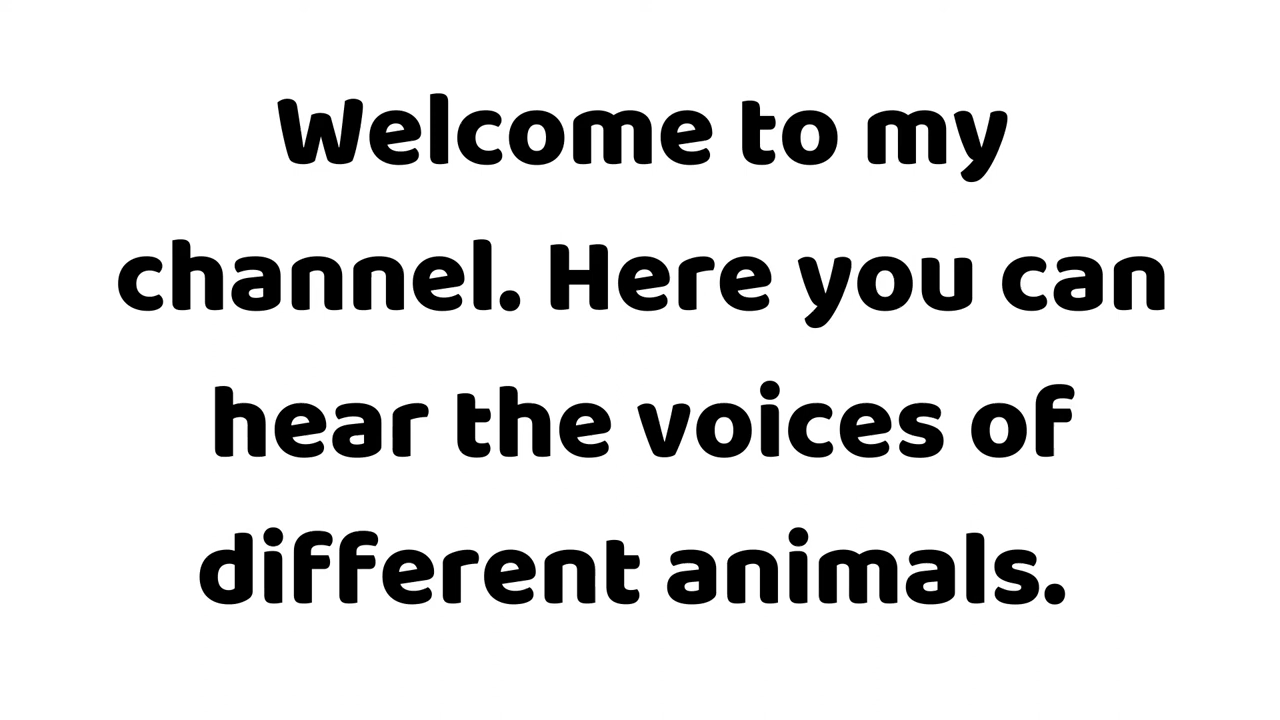 Welcome to my
channel. Here you can
hear the voices of
different animals.